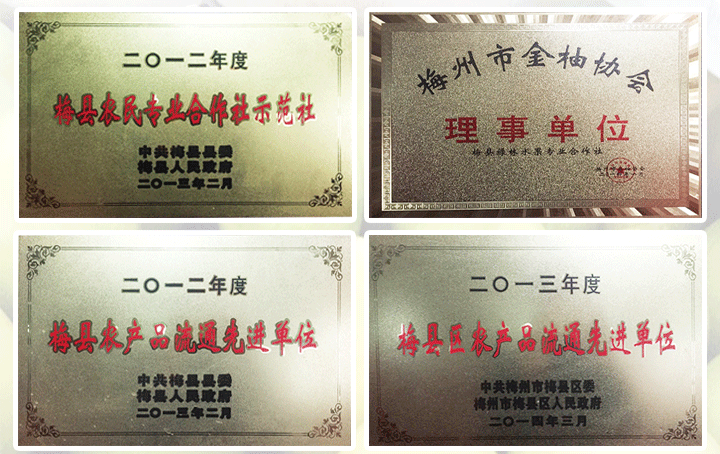 二〇一二年度
梅县农民专业合作社示范社
中共梅县县委
梅县人民政府
二〇一三年二月
梅州市金柚协会
理事单位
梅县绿林水果专业合作社
二〇一二年度
梅县农产品流通先进单位
中共梅县县委
梅县人民政府
二〇一三年二月
二〇一三年度
梅县区农产品流通先进单位
中共梅州市梅县区委
梅州市梅县区人民政府
二〇一四年三月